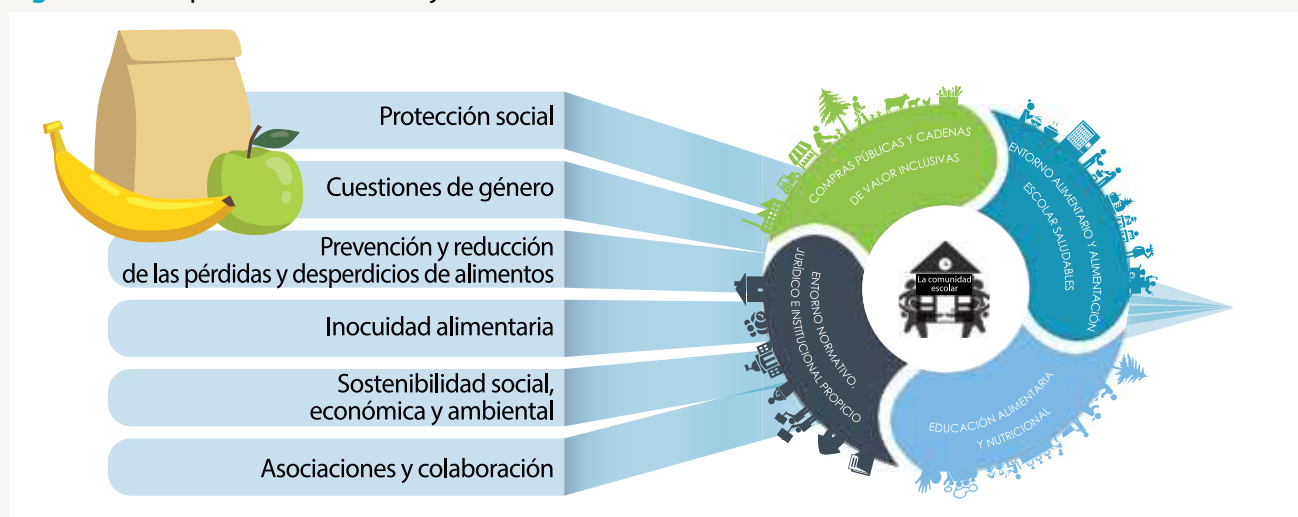 Protección social
Cuestiones de género
Prevención y reducción
de las pérdidas y desperdicios de alimentos
Inocuidad alimentaria
Sostenibilidad social,
económica y ambiental
Asociaciones y colaboración
COMPRAS PÚBLICAS Y CADENAS
DE VALOR INCLUSIVAS
ENTORNO ALIMENTARIO Y ALIMENTACIÓN
ESCOLAR SALUDABLES
EDUCACIÓN ALIMENTARIA
Y NUTRICIONAL
ENTORNO NORMATIVO,
JURÍDICO E INSTITUCIONAL PROPICIO
La comunidad
escolar